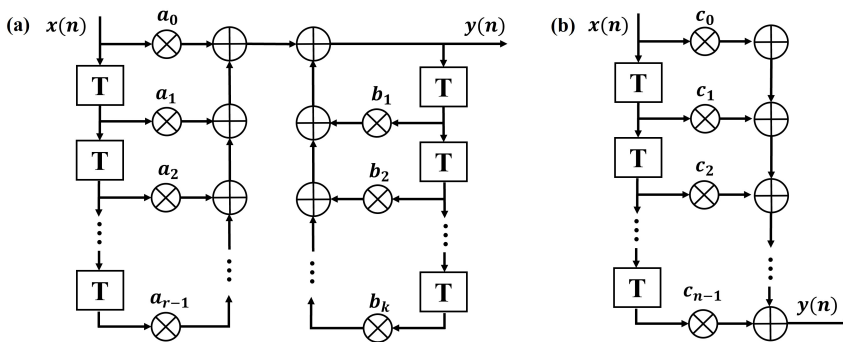 (a) x(n) a₀ y(n)
T T
a₁ b₁
T T
a₂ b₂
T T
aᵣ₋₁ bₖ
(b) x(n) c₀
T
c₁
T
c₂
T
cₙ₋₁ y(n)